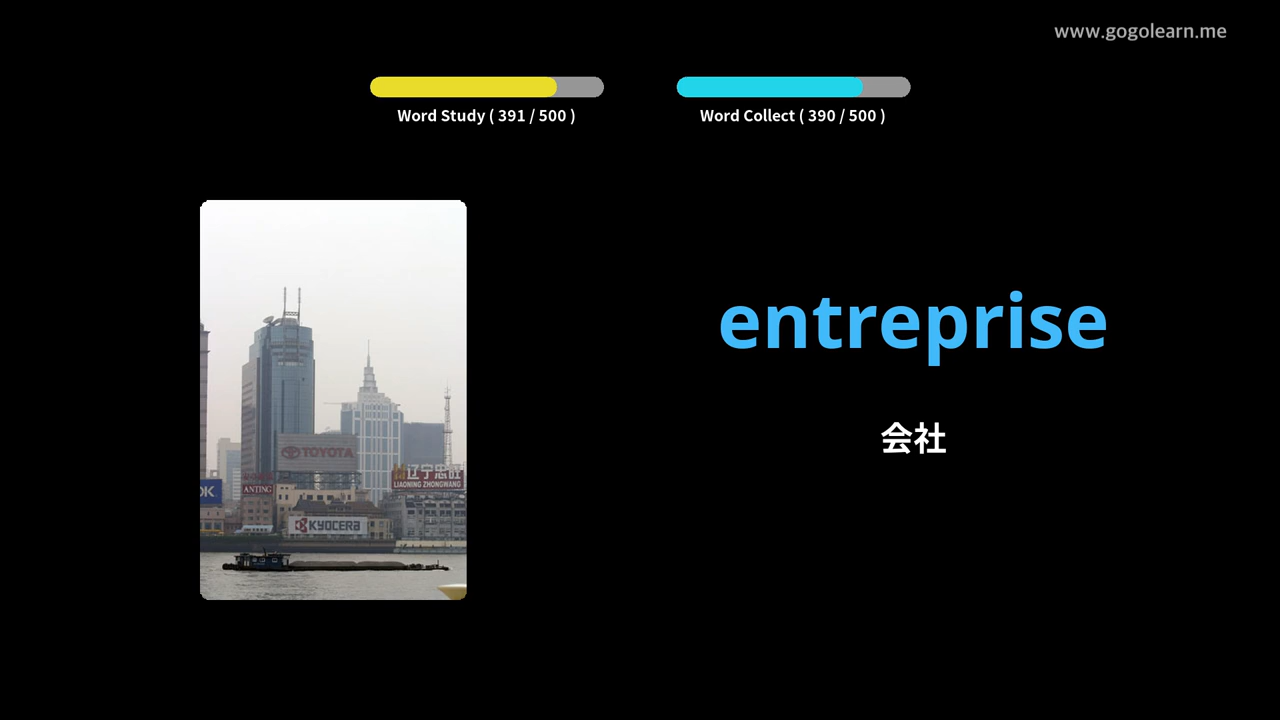 www.gogolearn.me
Word Study ( 391 / 500 )
Word Collect ( 390 / 500 )
entreprise
会社
TOYOTA
辽宁忠旺
LIAONING ZHONGWANG
OK
ANTING
KYOCERA